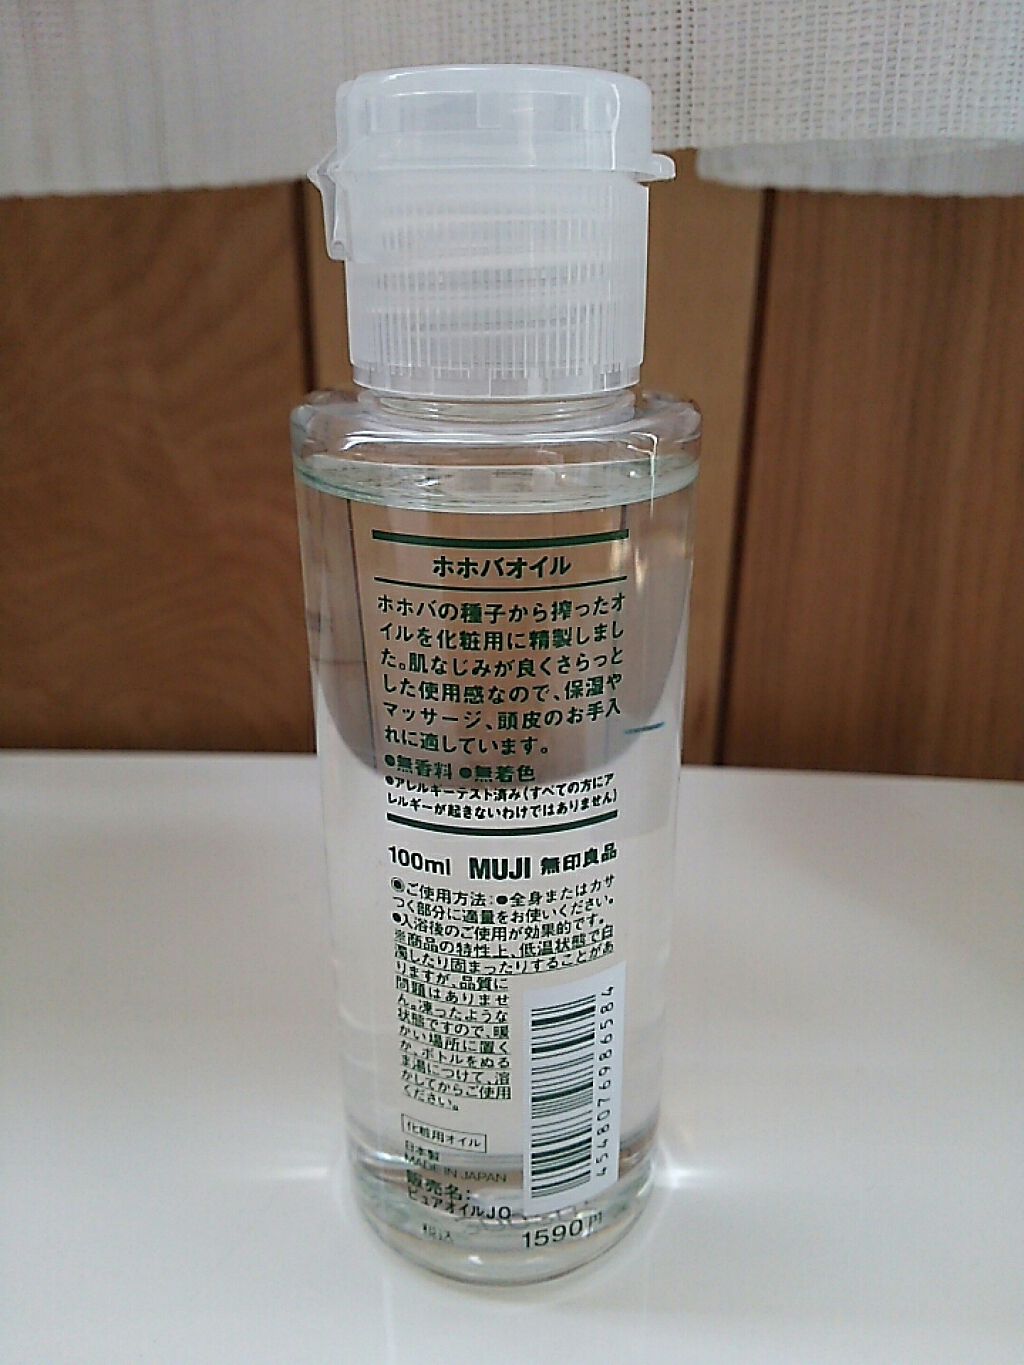 ホホバオイル
ホホバの種子から搾ったオ
イルを化粧用に精製しまし
た。肌なじみが良くさらっと
した使用感なので、保湿や
マッサージ、頭皮のお手入
れに適しています。
●無香料 ●無着色
●アレルギーテスト済み(すべての方にア
レルギーが起きないわけではありません)
100ml MUJI 無印良品
◉ご使用方法:●全身またはカサ
つく部分に適量をお使いください。
●入浴後のご使用が効果的です。
※商品の特性上、低温状態で白
濁したり固まったりすることがあ
りますが、品質に
問題はありませ
ん。凍ったような
状態ですので、暖
かい場所に置く
か、ボトルをぬる
ま湯につけて、溶
かしてからご使用
ください。
4548076986584
化粧用オイル
日本製
MADE IN JAPAN
販売名:
ピュアオイルJO
税込 1590円